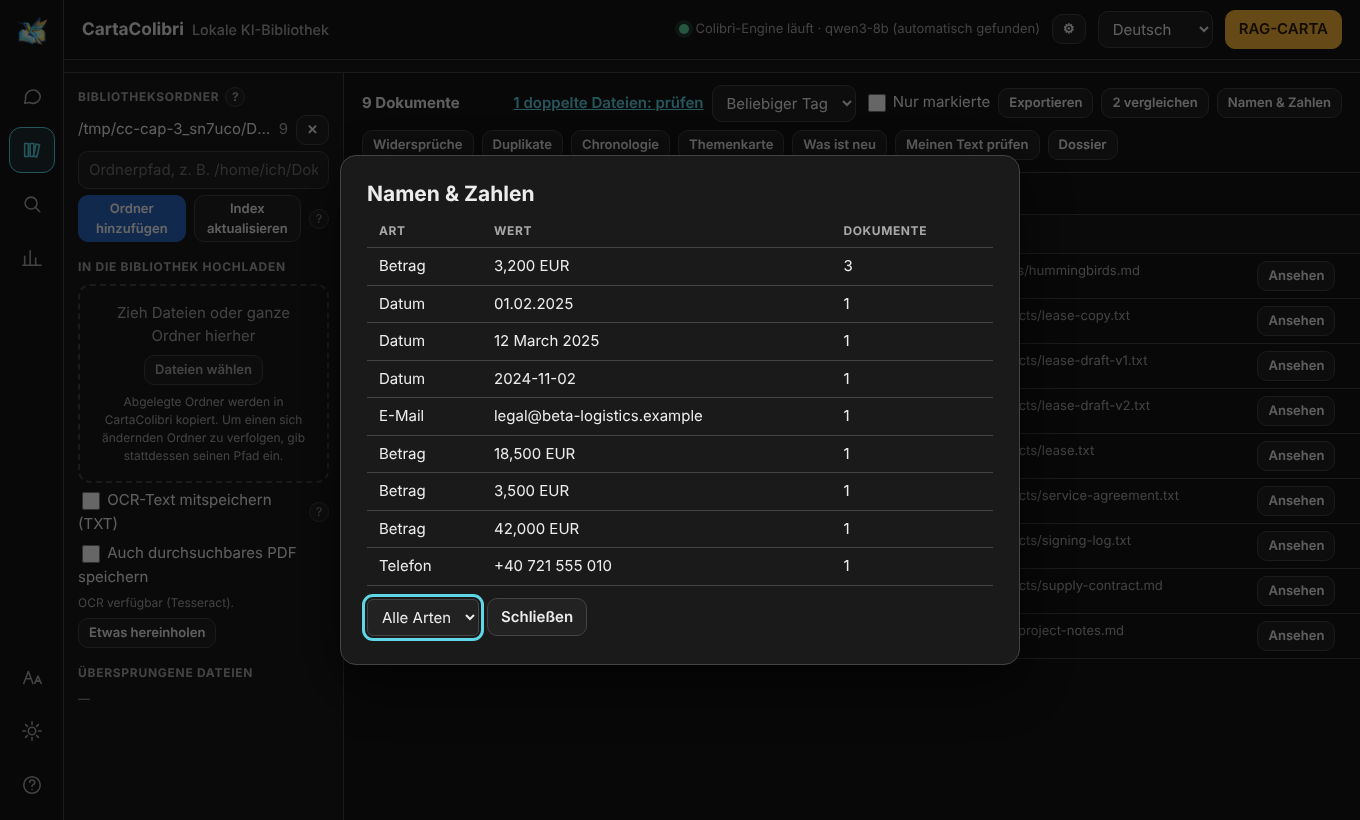 CartaColibri Lokale KI-Bibliothek
Colibrì-Engine läuft · qwen3-8b (automatisch gefunden)
Deutsch
RAG-CARTA
BIBLIOTHEKSORDNER ?
/tmp/cc-cap-3_sn7uco/D... 9 ✕
Ordnerpfad, z. B. /home/ich/Dok
Ordner
hinzufügen
Index
aktualisieren
?
IN DIE BIBLIOTHEK HOCHLADEN
Zieh Dateien oder ganze
Ordner hierher
Dateien wählen
Abgelegte Ordner werden in
CartaColibri kopiert. Um einen sich
ändernden Ordner zu verfolgen, gib
stattdessen seinen Pfad ein.
OCR-Text mitspeichern
(TXT)
?
Auch durchsuchbares PDF
speichern
OCR verfügbar (Tesseract).
Etwas hereinholen
ÜBERSPRUNGENE DATEIEN
—
9 Dokumente
1 doppelte Dateien: prüfen
Beliebiger Tag
Nur markierte
Exportieren
2 vergleichen
Namen & Zahlen
Widersprüche
Duplikate
Chronologie
Themenkarte
Was ist neu
Meinen Text prüfen
Dossier
Namen & Zahlen
ART WERT DOKUMENTE
Betrag 3,200 EUR 3
Datum 01.02.2025 1
Datum 12 March 2025 1
Datum 2024-11-02 1
E-Mail legal@beta-logistics.example 1
Betrag 18,500 EUR 1
Betrag 3,500 EUR 1
Betrag 42,000 EUR 1
Telefon +40 721 555 010 1
Alle Arten
Schließen
s/hummingbirds.md Ansehen
cts/lease-copy.txt Ansehen
cts/lease-draft-v1.txt Ansehen
cts/lease-draft-v2.txt Ansehen
cts/lease.txt Ansehen
cts/service-agreement.txt Ansehen
cts/signing-log.txt Ansehen
cts/supply-contract.md Ansehen
project-notes.md Ansehen